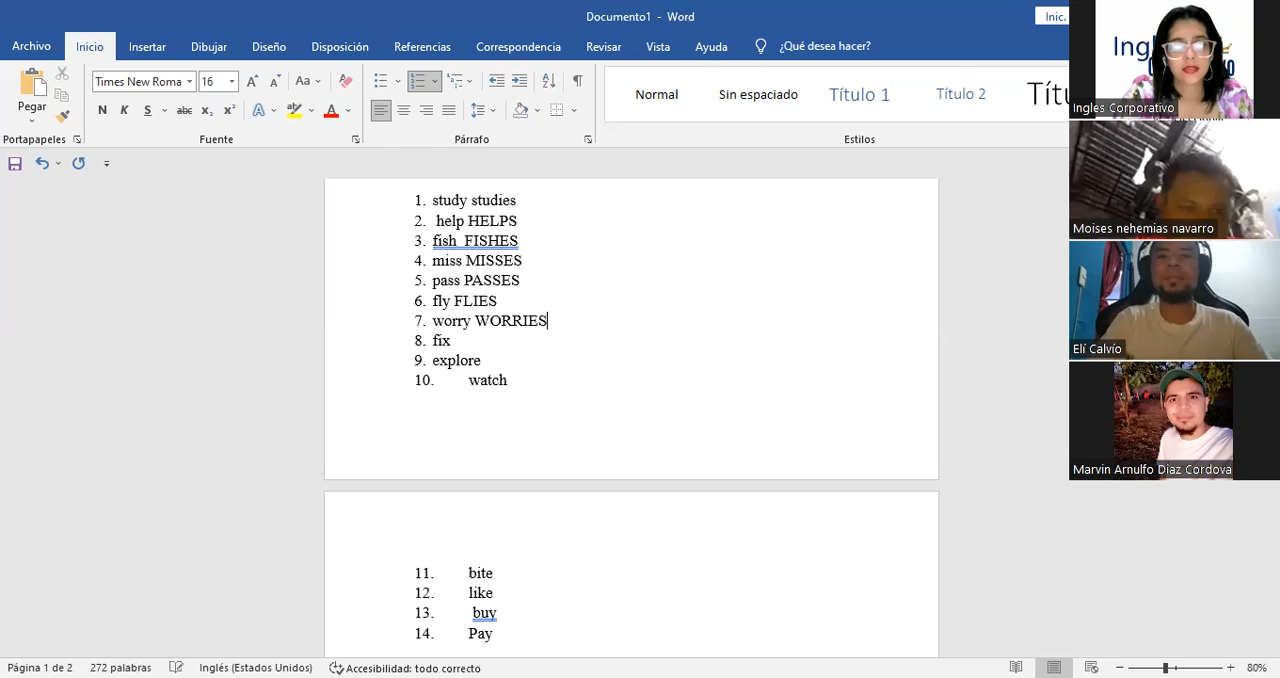 Documento1 - Word
Inic.
Archivo Inicio Insertar Dibujar Diseño Disposición Referencias Correspondencia Revisar Vista Ayuda ¿Qué desea hacer?
Pegar
Times New Roma 16
Aa
N K S abc x₂ x²
Normal Sin espaciado Título 1 Título 2
Portapapeles Fuente Párrafo Estilos
1. study studies
2. help HELPS
3. fish FISHES
4. miss MISSES
5. pass PASSES
6. fly FLIES
7. worry WORRIES
8. fix
9. explore
10. watch
11. bite
12. like
13. buy
14. Pay
Ingles Corporativo
Moises nehemias navarro
Elí Calvío
Marvin Arnulfo Diaz Cordova
Página 1 de 2 272 palabras Inglés (Estados Unidos) Accesibilidad: todo correcto 80%